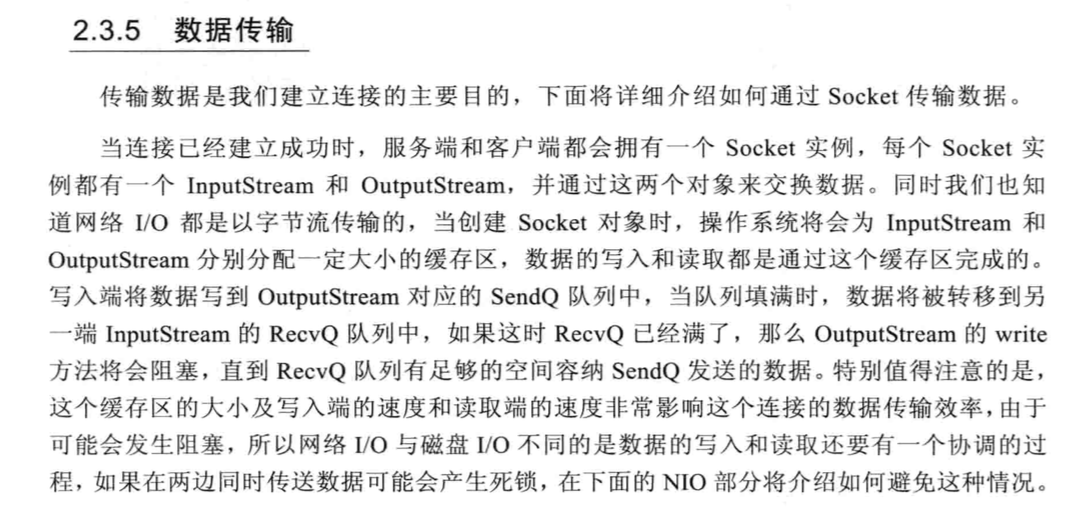 2.3.5 数据传输
传输数据是我们建立连接的主要目的，下面将详细介绍如何通过 Socket 传输数据。
当连接已经建立成功时，服务端和客户端都会拥有一个 Socket 实例，每个 Socket 实
例都有一个 InputStream 和 OutputStream，并通过这两个对象来交换数据。同时我们也知
道网络 I/O 都是以字节流传输的，当创建 Socket 对象时，操作系统将会为 InputStream 和
OutputStream 分别分配一定大小的缓存区，数据的写入和读取都是通过这个缓存区完成的。
写入端将数据写到 OutputStream 对应的 SendQ 队列中，当队列填满时，数据将被转移到另
一端 InputStream 的 RecvQ 队列中，如果这时 RecvQ 已经满了，那么 OutputStream 的 write
方法将会阻塞，直到 RecvQ 队列有足够的空间容纳 SendQ 发送的数据。特别值得注意的是，
这个缓存区的大小及写入端的速度和读取端的速度非常影响这个连接的数据传输效率，由于
可能会发生阻塞，所以网络 I/O 与磁盘 I/O 不同的是数据的写入和读取还要有一个协调的过
程，如果在两边同时传送数据可能会产生死锁，在下面的 NIO 部分将介绍如何避免这种情况。